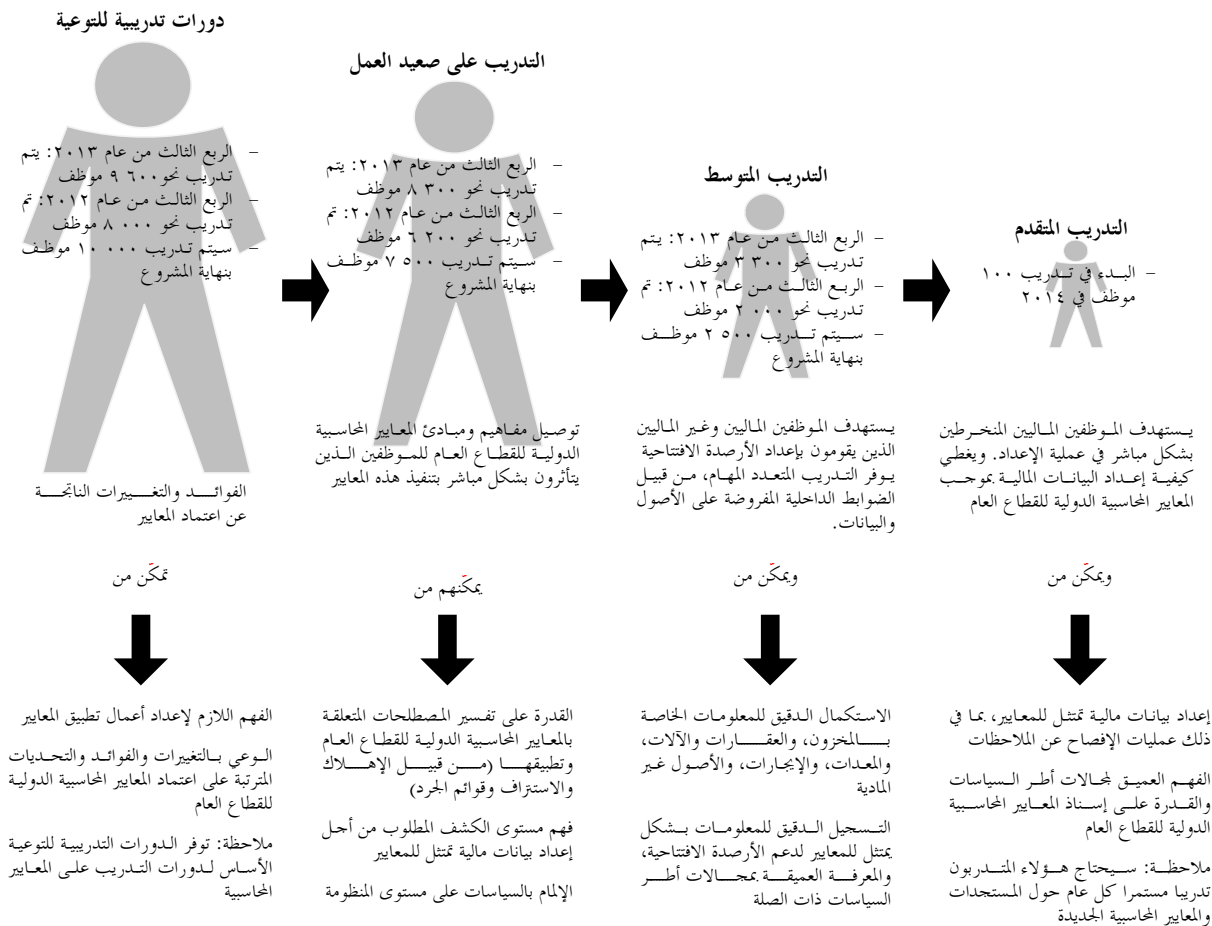 دورات تدريبية للتوعية
– الربع الثالث من عام ٢٠١٣: يتم
تدريب نحو ٦٠٠ ٩ موظف
– الربع الثالث من عام ٢٠١٢: تم
تدريب نحو ٠٠٠ ٨ موظف
– سيتم تدريب ٠٠٠ ١٠ موظف
بنهاية المشروع
الفوائد والتغييرات الناتجة
عن اعتماد المعايير
تمكّن من
الفهم اللازم لإعداد أعمال تطبيق المعايير
الوعي بالتغييرات والفوائد والتحديات
المترتبة على اعتماد المعايير المحاسبية الدولية
للقطاع العام
ملاحظة: توفر الدورات التدريبية للتوعية
الأساس لدورات التدريب على المعايير
المحاسبية
التدريب على صعيد العمل
– الربع الثالث من عام ٢٠١٣: يتم
تدريب نحو ٣٠٠ ٨ موظف
– الربع الثالث من عام ٢٠١٢: تم
تدريب نحو ٢٠٠ ٦ موظف
– سيتم تدريب ٥٠٠ ٧ موظف
بنهاية المشروع
توصيل مفاهيم ومبادئ المعايير المحاسبية
الدولية للقطاع العام للموظفين الذين
يتأثرون بشكل مباشر بتنفيذ هذه المعايير
يمكّنهم من
القدرة على تفسير المصطلحات المتعلقة
بالمعايير المحاسبية الدولية للقطاع العام
وتطبيقها (من قبيل الإهلاك
والاستنزاف وقوائم الجرد)
فهم مستوى الكشف المطلوب من أجل
إعداد بيانات مالية تمتثل للمعايير
الإلمام بالسياسات على مستوى المنظومة
التدريب المتوسط
– الربع الثالث من عام ٢٠١٣: يتم
تدريب نحو ٣٠٠ ٣ موظف
– الربع الثالث من عام ٢٠١٢: تم
تدريب نحو ٠٠٠ ٢ موظف
– سيتم تدريب ٥٠٠ ٢ موظف
بنهاية المشروع
يستهدف الموظفين الماليين وغير الماليين
الذين يقومون بإعداد الأرصدة الافتتاحية
يوفر التدريب المتعدد المهام، من قبيل
الضوابط الداخلية المفروضة على الأصول
والبيانات.
ويمكّن من
الاستكمال الدقيق للمعلومات الخاصة
بالمخزون، والعقارات والآلات،
والمعدات، والإيجارات، والأصول غير
المادية
التسجيل الدقيق للمعلومات بشكل
يمتثل للمعايير لدعم الأرصدة الافتتاحية،
والمعرفة العميقة بمجالات أطر
السياسات ذات الصلة
التدريب المتقدم
– البدء في تدريب ١٠٠
موظف في ٢٠١٤
يستهدف الموظفين الماليين المنخرطين
بشكل مباشر في عملية الإعداد. ويغطي
كيفية إعداد البيانات المالية بموجب
المعايير المحاسبية الدولية للقطاع العام
ويمكّن من
إعداد بيانات مالية تمتثل للمعايير، بما في
ذلك عمليات الإفصاح عن الملاحظات
الفهم العميق لمجالات أطر السياسات
والقدرة على إسناذ المعايير المحاسبية
الدولية للقطاع العام
ملاحظة: سيحتاج هؤلاء المتدربون
تدريبا مستمرا كل عام حول المستجدات
والمعايير المحاسبية الجديدة